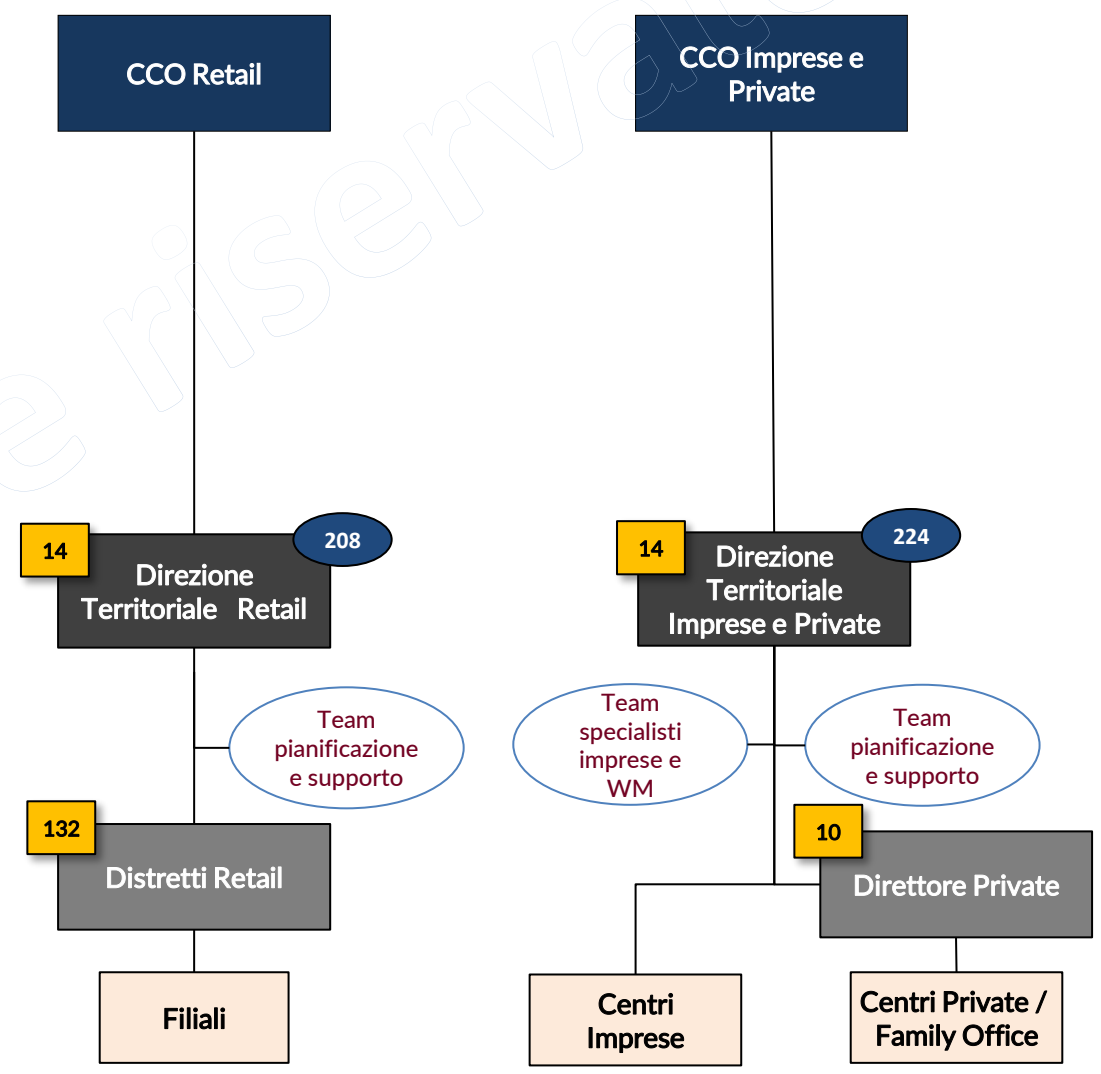 CCO Retail
CCO Imprese e
Private
e riservate
14
208
Direzione
Territoriale Retail
14
224
Direzione
Territoriale
Imprese e Private
Team
pianificazione
e supporto
Team
specialisti
imprese e
WM
Team
pianificazione
e supporto
132
Distretti Retail
10
Direttore Private
Filiali
Centri
Imprese
Centri Private /
Family Office